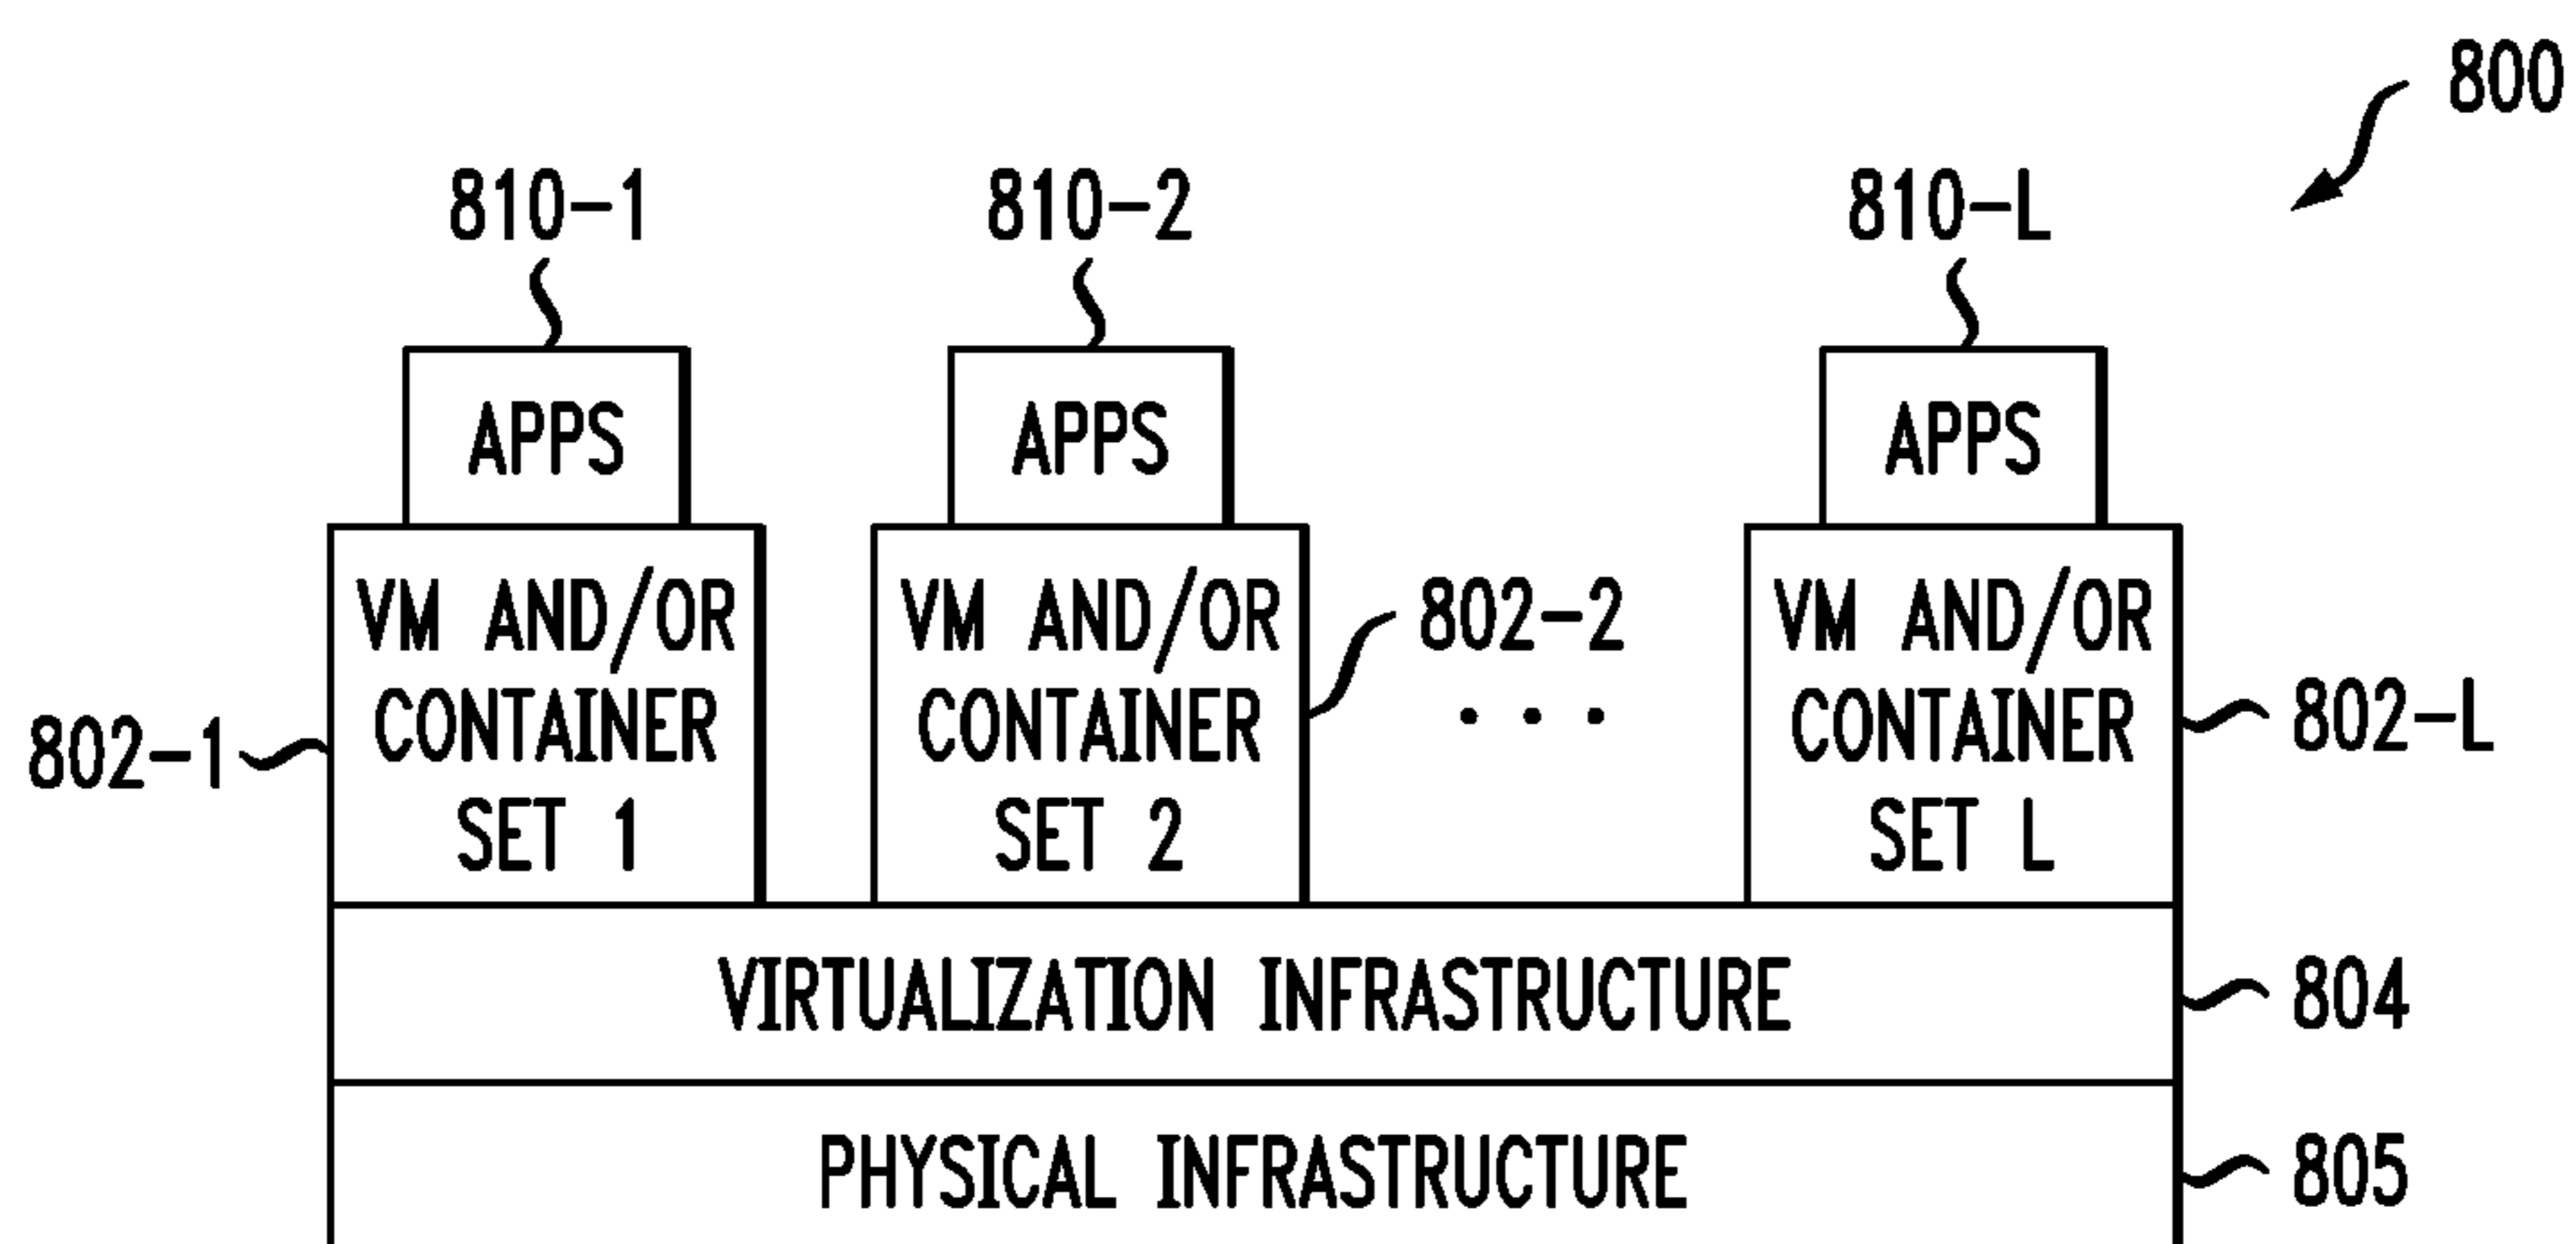 800
810-1
810-2
810-L
APPS
APPS
APPS
VM AND/OR
CONTAINER
SET 1
802-1
VM AND/OR
CONTAINER
SET 2
802-2
. . .
VM AND/OR
CONTAINER
SET L
802-L
VIRTUALIZATION INFRASTRUCTURE
804
PHYSICAL INFRASTRUCTURE
805